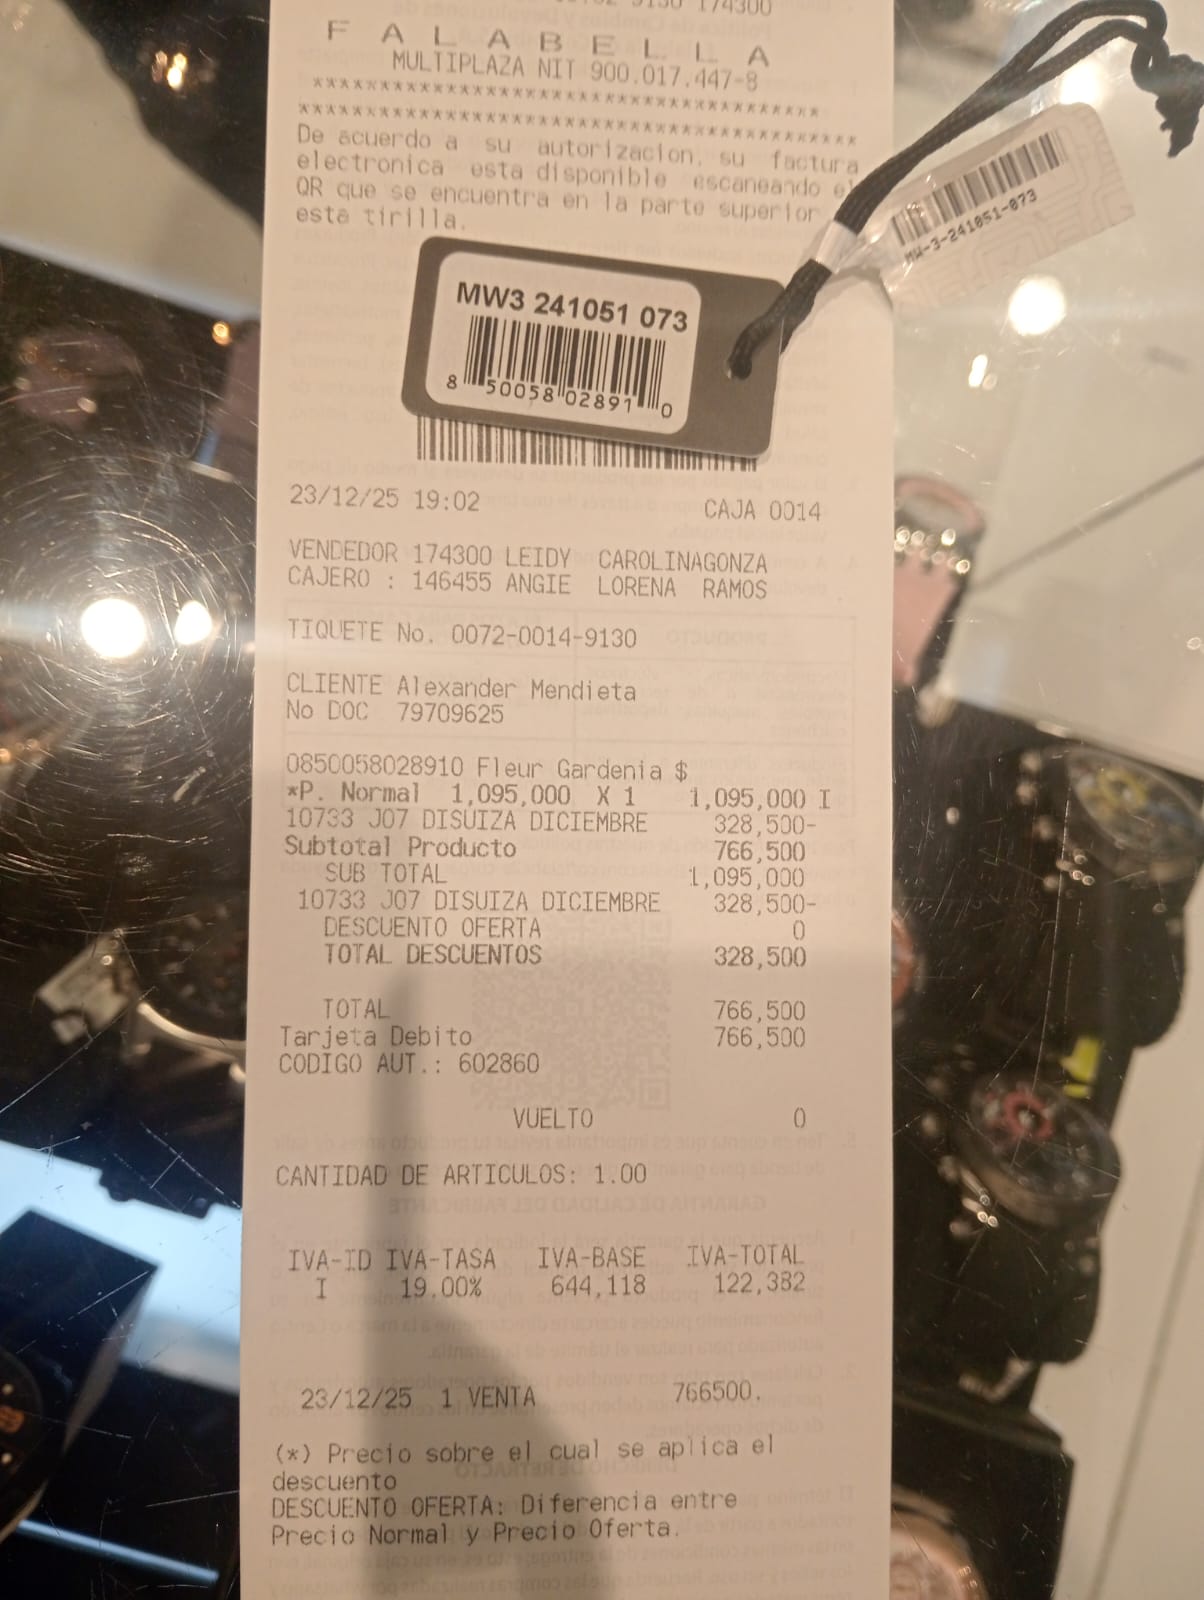 174300
F A L A B E L L A
MULTIPLAZA NIT 900.017.447-8
****************************************
******************************************
De acuerdo a su autorizacion, su factura
electronica esta disponible escaneando el
QR que se encuentra en la parte superior
esta tirilla.
MW-3-241051-073
MW3 241051 073
8 50058 02891 0
23/12/25 19:02 CAJA 0014
VENDEDOR 174300 LEIDY CAROLINAGONZA
CAJERO : 146455 ANGIE LORENA RAMOS
TIQUETE No. 0072-0014-9130
CLIENTE Alexander Mendieta
No DOC 79709625
0850058028910 Fleur Gardenia $
*P. Normal 1,095,000 X 1 1,095,000 I
10733 J07 DISUIZA DICIEMBRE 328,500-
Subtotal Producto 766,500
SUB TOTAL 1,095,000
10733 J07 DISUIZA DICIEMBRE 328,500-
DESCUENTO OFERTA 0
TOTAL DESCUENTOS 328,500
TOTAL 766,500
Tarjeta Debito 766,500
CODIGO AUT.: 602860
VUELTO 0
CANTIDAD DE ARTICULOS: 1.00
IVA-ID IVA-TASA IVA-BASE IVA-TOTAL
I 19.00% 644,118 122,382
23/12/25 1 VENTA 766500.
(*) Precio sobre el cual se aplica el
descuento
DESCUENTO OFERTA: Diferencia entre
Precio Normal y Precio Oferta.